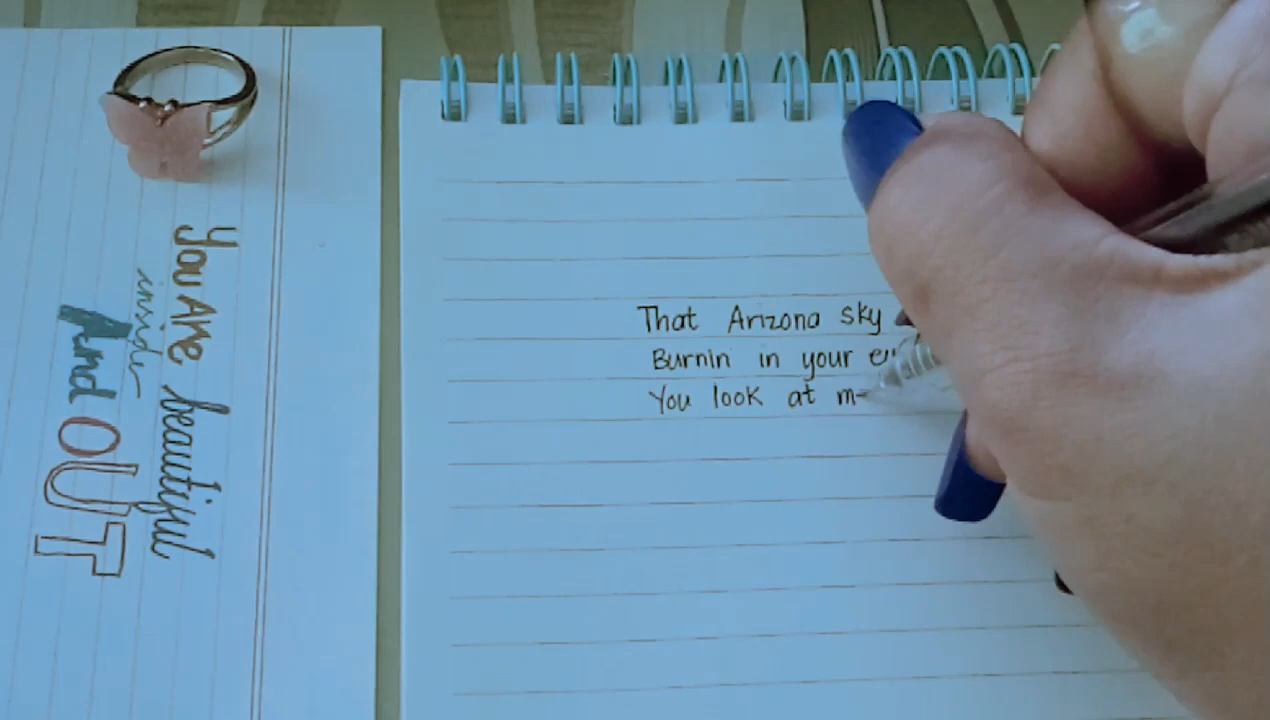 You Are beautiful
inside
And OUT
That Arizona sky
Burnin in your
You look at